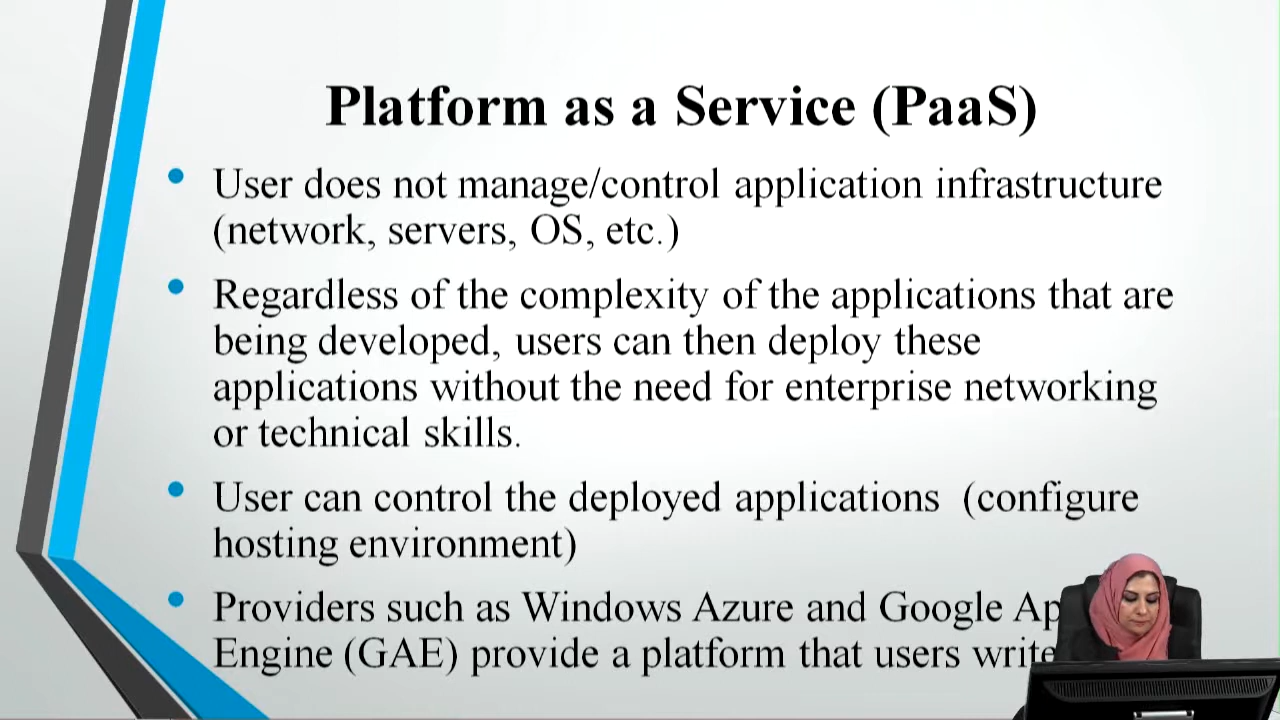 Platform as a Service (PaaS)
• User does not manage/control application infrastructure
(network, servers, OS, etc.)
• Regardless of the complexity of the applications that are
being developed, users can then deploy these
applications without the need for enterprise networking
or technical skills.
• User can control the deployed applications (configure
hosting environment)
• Providers such as Windows Azure and Google
Engine (GAE) provide a platform that users write